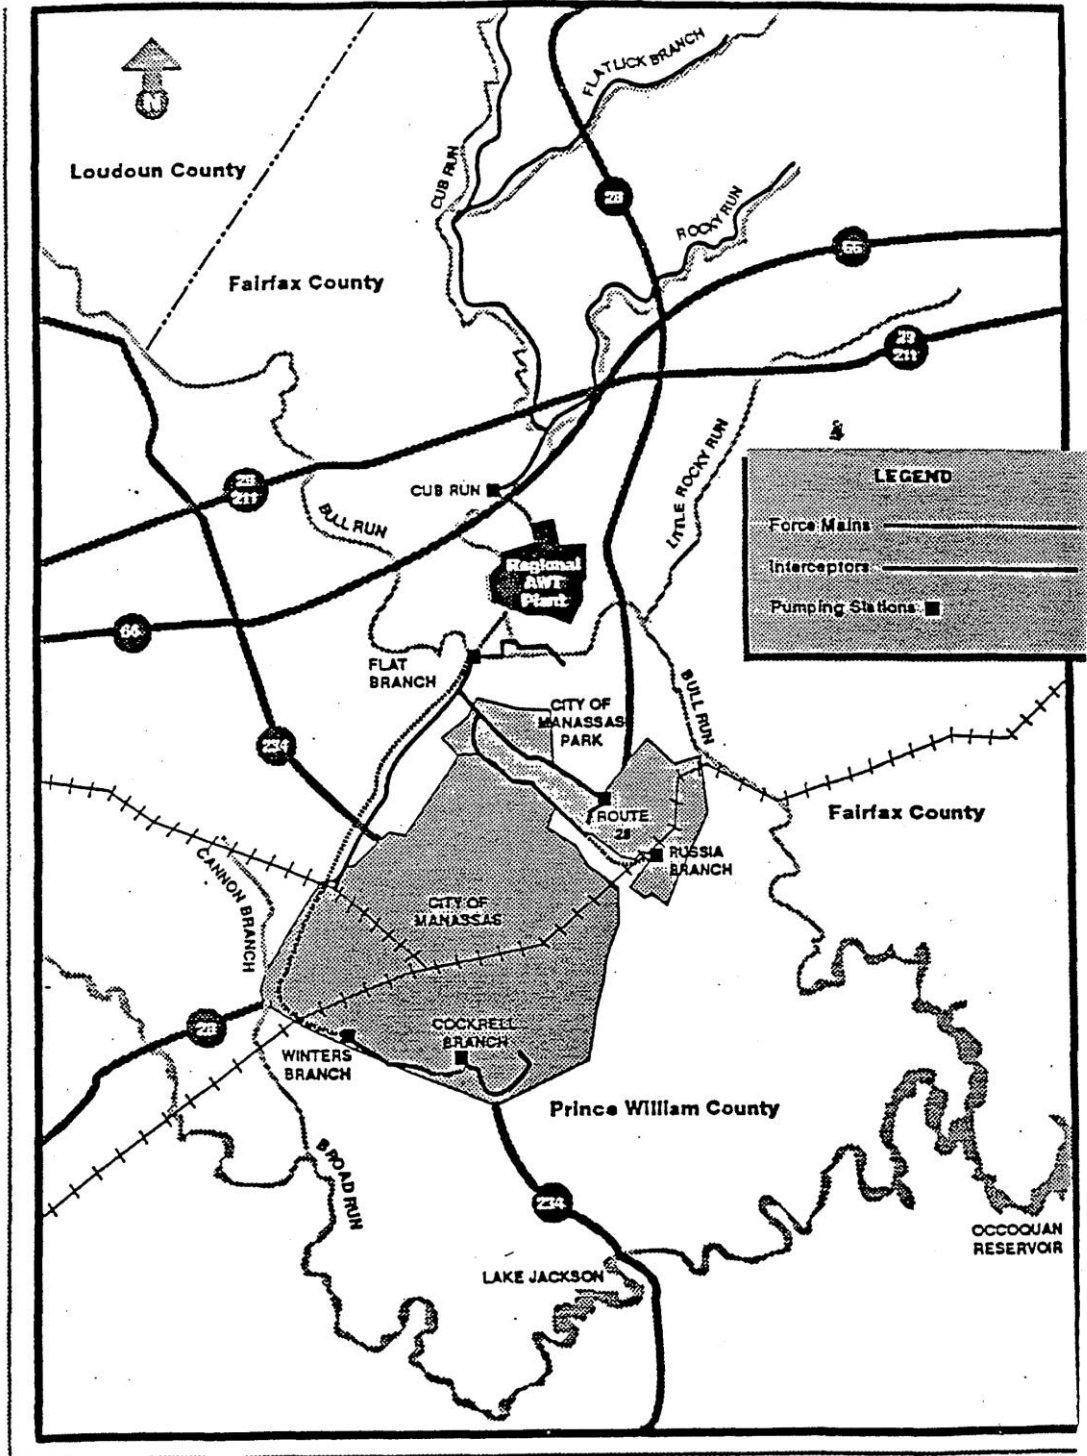 N
Loudoun County
FLATLICK BRANCH
CUB RUN
28
ROCKY RUN
66
Fairfax County
29
211
LITTLE ROCKY RUN
29
211
CUB RUN
BULL RUN
LEGEND
Force Mains
Interceptors
Pumping Stations
Regional
AWT
Plant
66
FLAT
BRANCH
BULL RUN
CITY OF
MANASSAS
PARK
234
ROUTE
28
Fairfax County
RUSSIA
BRANCH
CANNON BRANCH
CITY OF
MANASSAS
28
COCKRELL
BRANCH
WINTERS
BRANCH
Prince William County
BROAD RUN
234
OCCOQUAN
RESERVOIR
LAKE JACKSON